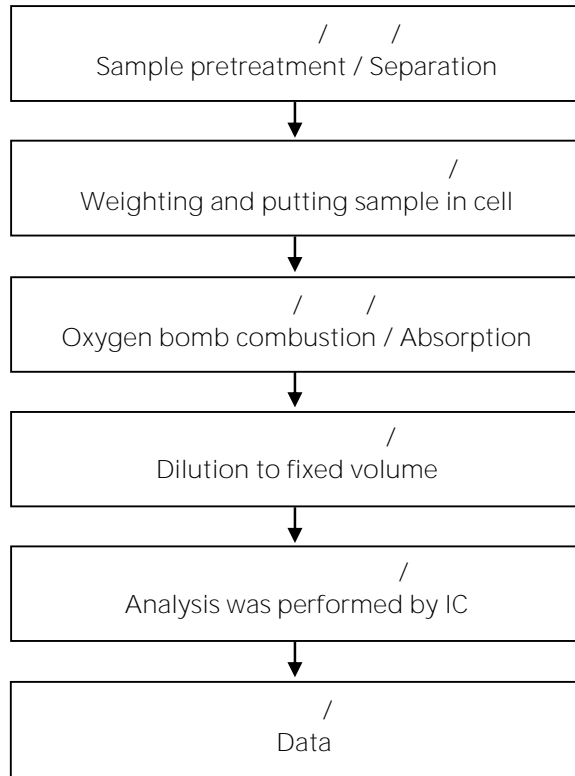 / /
Sample pretreatment / Separation
/
Weighting and putting sample in cell
/ /
Oxygen bomb combustion / Absorption
/
Dilution to fixed volume
/
Analysis was performed by IC
/
Data